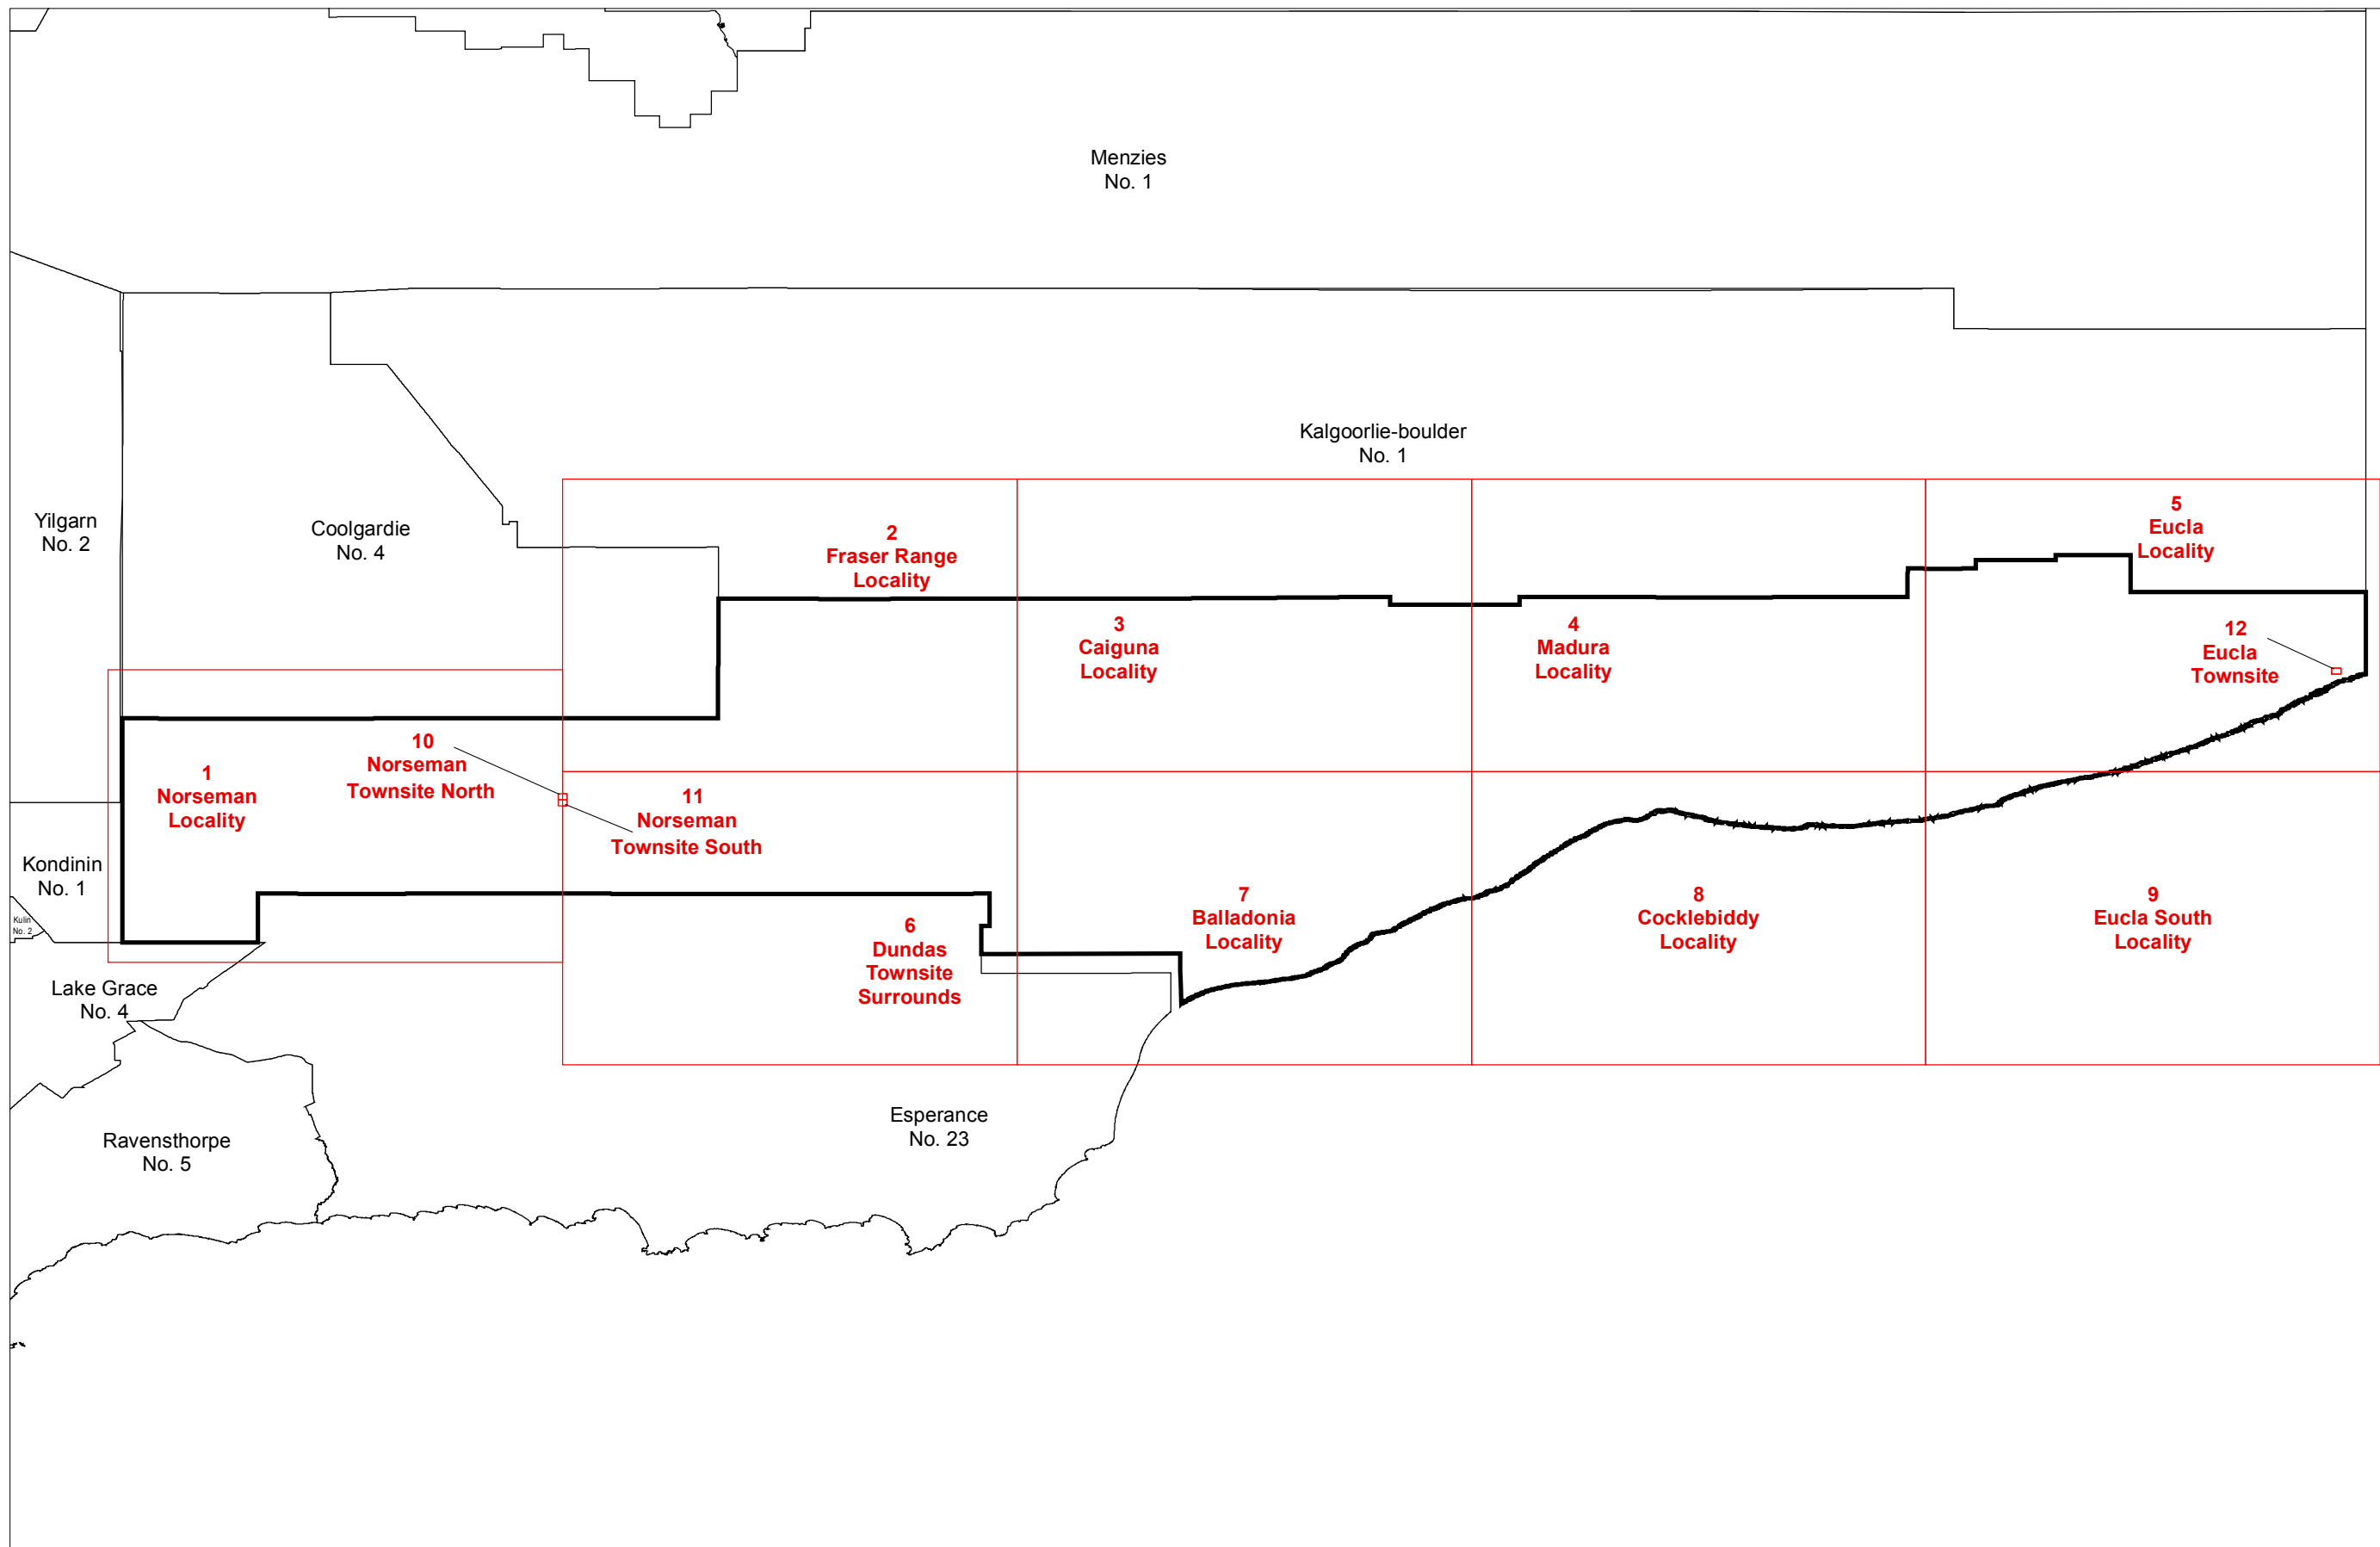 Menzies
No. 1
Kalgoorlie-boulder
No. 1
Yilgarn
No. 2
Coolgardie
No. 4
2
Fraser Range
Locality
5
Eucla
Locality
3
Caiguna
Locality
4
Madura
Locality
12
Eucla
Townsite
10
Norseman
Townsite North
1
Norseman
Locality
11
Norseman
Townsite South
Kondinin
No. 1
Kulin
No. 2
7
Balladonia
Locality
8
Cocklebiddy
Locality
9
Eucla South
Locality
6
Dundas
Townsite
Surrounds
Lake Grace
No. 4
Esperance
No. 23
Ravensthorpe
No. 5